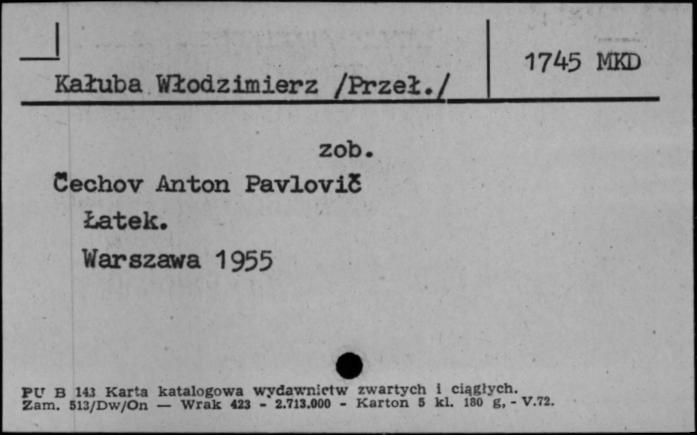 1745 MKD
Kałuba Włodzimierz /Przeł./
zob.
Čechov Anton Pavlovič
Łatek.
Warszawa 1955
PU B 143 Karta katalogowa wydawnictw zwartych i ciągłych.
Zam. 513/Dw/On — Wrak 423 - 2.713.000 - Karton 5 kl. 180 g, - V.72.